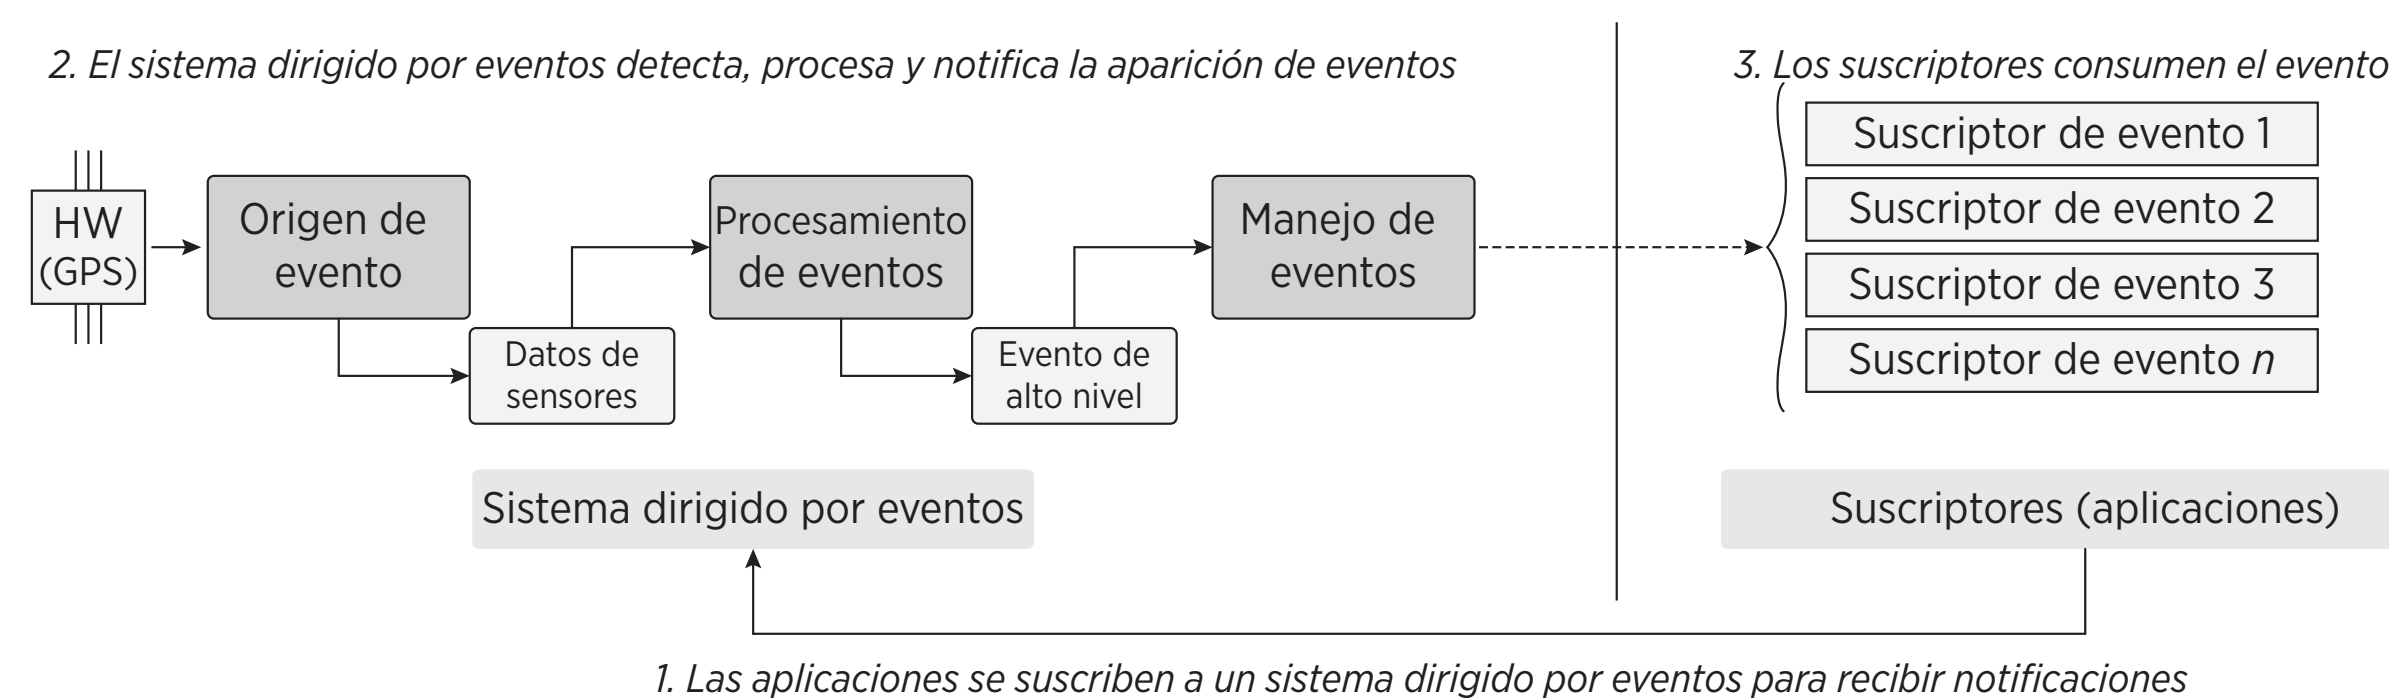 2. El sistema dirigido por eventos detecta, procesa y notifica la aparición de eventos
3. Los suscriptores consumen el evento
HW
(GPS)
Origen de
evento
Datos de
sensores
Procesamiento
de eventos
Evento de
alto nivel
Manejo de
eventos
Suscriptor de evento 1
Suscriptor de evento 2
Suscriptor de evento 3
Suscriptor de evento n
Sistema dirigido por eventos
Suscriptores (aplicaciones)
1. Las aplicaciones se suscriben a un sistema dirigido por eventos para recibir notificaciones